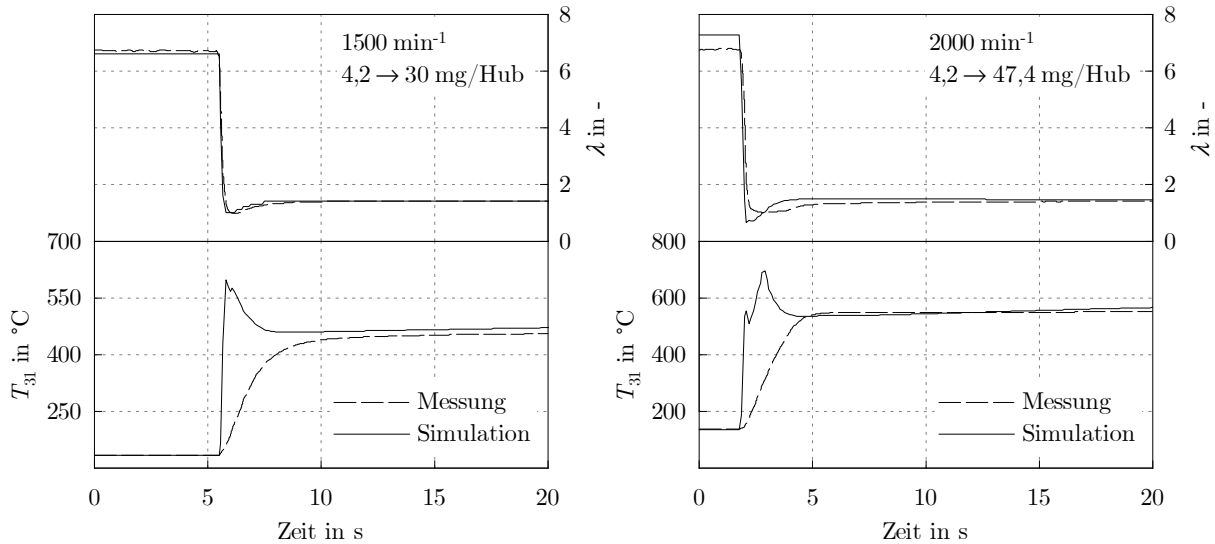 8
6
4
2
0
λ in -
1500 min⁻¹
4,2 → 30 mg/Hub
700
550
400
250
T₃₁ in °C
Messung
Simulation
0 5 10 15 20
Zeit in s
8
6
4
2
0
λ in -
2000 min⁻¹
4,2 → 47,4 mg/Hub
800
600
400
200
T₃₁ in °C
Messung
Simulation
0 5 10 15 20
Zeit in s